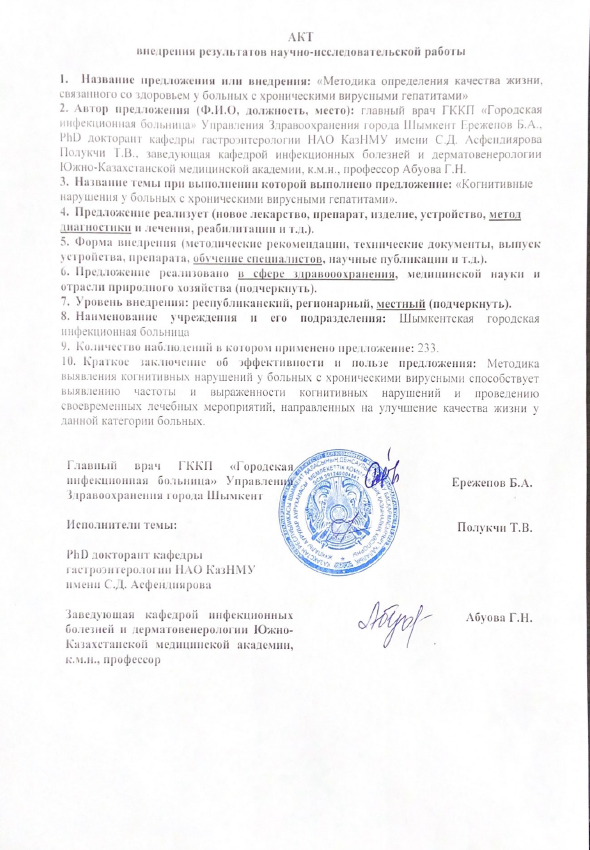 АКТ
внедрения результатов научно-исследовательской работы
1. Название предложения или внедрения: «Методика определения качества жизни,
связанного со здоровьем у больных с хроническими вирусными гепатитами»
2. Автор предложения (Ф.И.О, должность, место): главный врач ГККП «Городская
инфекционная больница» Управления Здравоохранения города Шымкент Ережепов Б.А.,
PhD докторант кафедры гастроэнтерологии НАО КазНМУ имени С.Д. Асфендиярова
Полукчи Т.В., заведующая кафедрой инфекционных болезней и дерматовенерологии
Южно-Казахстанской медицинской академии, к.м.н., профессор Абуова Г.Н.
3. Название темы при выполнении которой выполнено предложение: «Когнитивные
нарушения у больных с хроническими вирусными гепатитами».
4. Предложение реализует (новое лекарство, препарат, изделие, устройство, метод
диагностики и лечения, реабилитации и т.д.).
5. Форма внедрения (методические рекомендации, технические документы, выпуск
устройства, препарата, обучение специалистов, научные публикации и т.д.).
6. Предложение реализовано в сфере здравооохранения, медицинской науки и
отрасли природного хозяйства (подчеркнуть).
7. Уровень внедрения: республиканский, регионарный, местный (подчеркнуть).
8. Наименование учреждения и его подразделения: Шымкентская городская
инфекционная больница
9. Количество наблюдений в котором применено предложение: 233.
10. Краткое заключение об эффективности и пользе предложения: Методика
выявления когнитивных нарушений у больных с хроническими вирусными способствует
выявлению частоты и выраженности когнитивных нарушений и проведению
своевременных лечебных мероприятий, направленных на улучшение качества жизни у
данной категории больных.
Главный врач ГККП «Городская
инфекционная больница» Управления
Здравоохранения города Шымкент
Ережепов Б.А.
Исполнители темы:
Полукчи Т.В.
PhD докторант кафедры
гастроэнтерологии НАО КазНМУ
имени С.Д. Асфендиярова
Заведующая кафедрой инфекционных
болезней и дерматовенерологии Южно-
Казахстанской медицинской академии,
к.м.н., профессор
Абуова Г.Н.